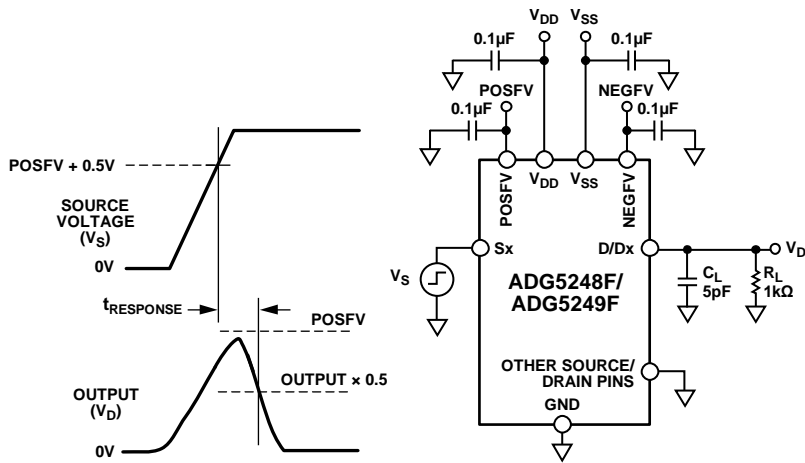 POSFV + 0.5V
SOURCE
VOLTAGE
(VS)
0V
tRESPONSE
POSFV
OUTPUT × 0.5
OUTPUT
(VD)
0V
VDD
VSS
0.1µF
0.1µF
POSFV
NEGFV
0.1µF
0.1µF
POSFV
VDD
VSS
NEGFV
Sx
D/Dx
VD
VS
ADG5248F/
ADG5249F
CL
5pF
RL
1kΩ
OTHER SOURCE/
DRAIN PINS
GND